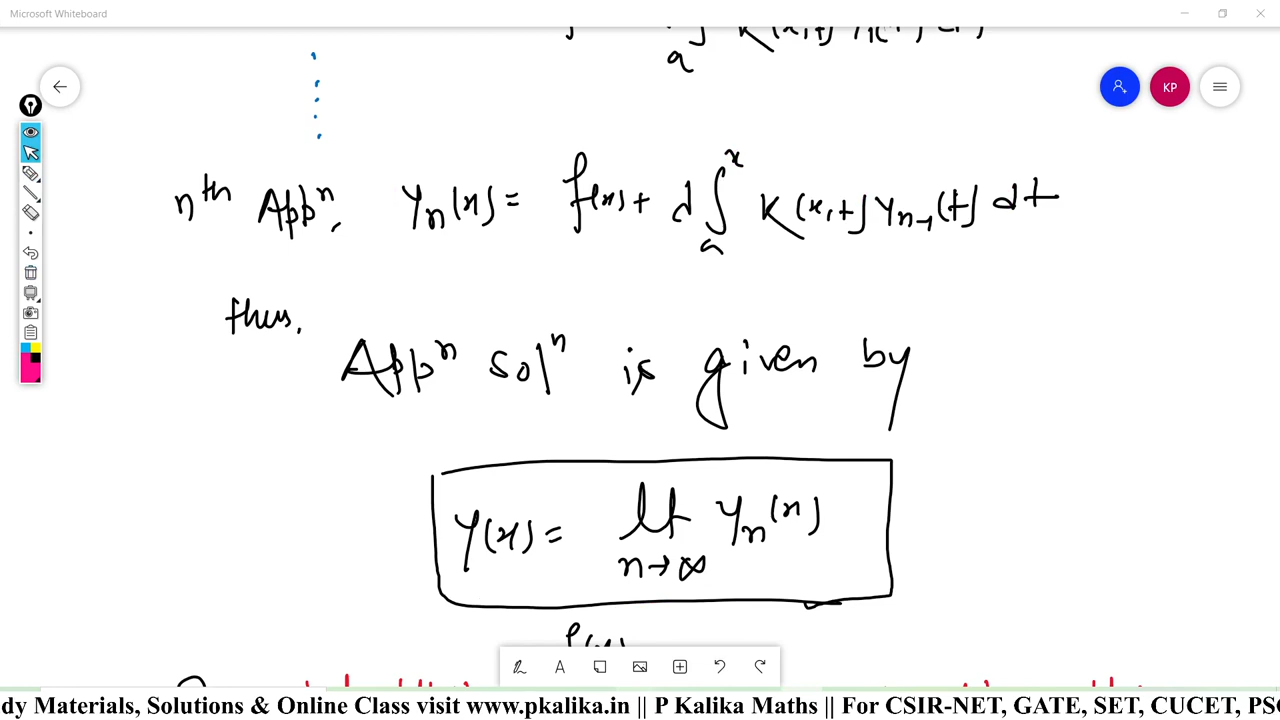 Microsoft Whiteboard
K(x,t)
a
KP
nth Appⁿ. Yn(x) = f(x) + λ ∫ₐˣ K(x,t) Yn-1(t) dt
thus,
Appⁿ solⁿ is given by
Y(x) = lt Yn(x)
n→∞
A
dy Materials, Solutions & Online Class visit www.pkalika.in || P Kalika Maths || For CSIR-NET, GATE, SET, CUCET, PSC